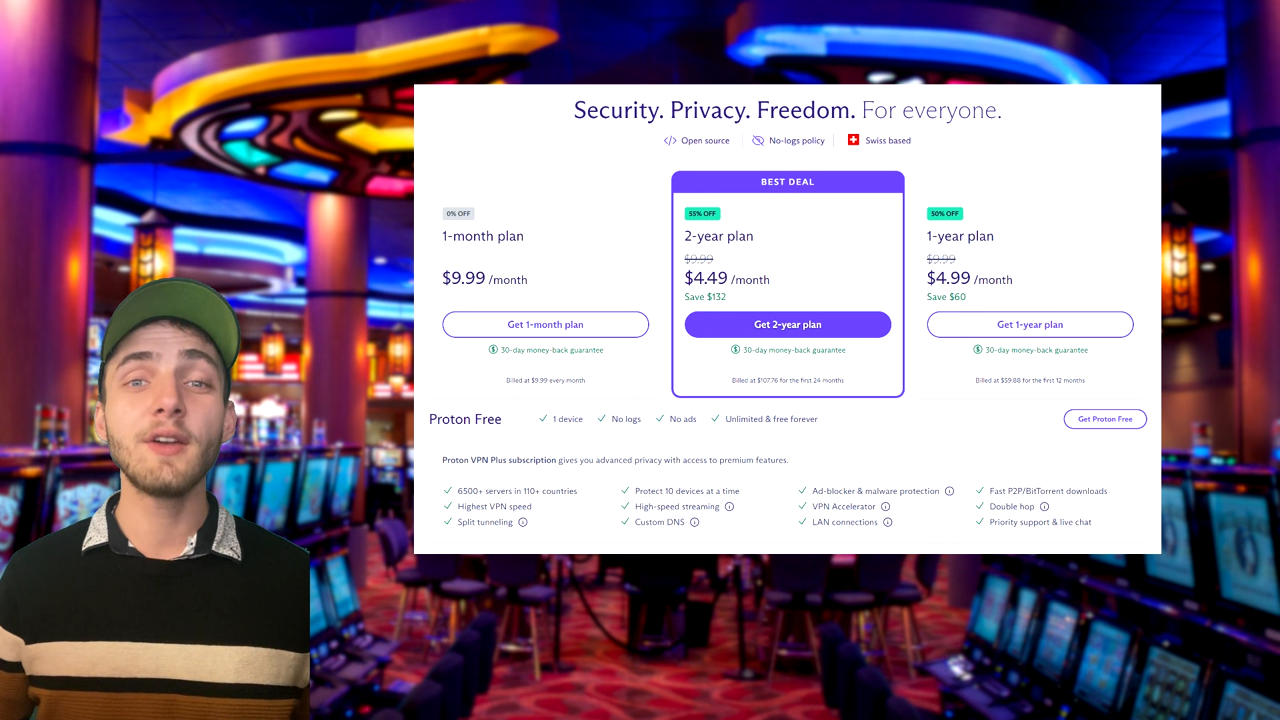 Security. Privacy. Freedom. For everyone.
Open source
No-logs policy
Swiss based
BEST DEAL
0% OFF
1-month plan
$9.99 /month
Get 1-month plan
30-day money-back guarantee
Billed at $9.99 every month
55% OFF
2-year plan
$9.99
$4.49 /month
Save $132
Get 2-year plan
30-day money-back guarantee
Billed at $107.76 for the first 24 months
50% OFF
1-year plan
$9.99
$4.99 /month
Save $60
Get 1-year plan
30-day money-back guarantee
Billed at $59.88 for the first 12 months
Proton Free
1 device
No logs
No ads
Unlimited & free forever
Get Proton Free
Proton VPN Plus subscription gives you advanced privacy with access to premium features.
6500+ servers in 110+ countries
Protect 10 devices at a time
Ad-blocker & malware protection
Fast P2P/BitTorrent downloads
Highest VPN speed
High-speed streaming
VPN Accelerator
Double hop
Split tunneling
Custom DNS
LAN connections
Priority support & live chat